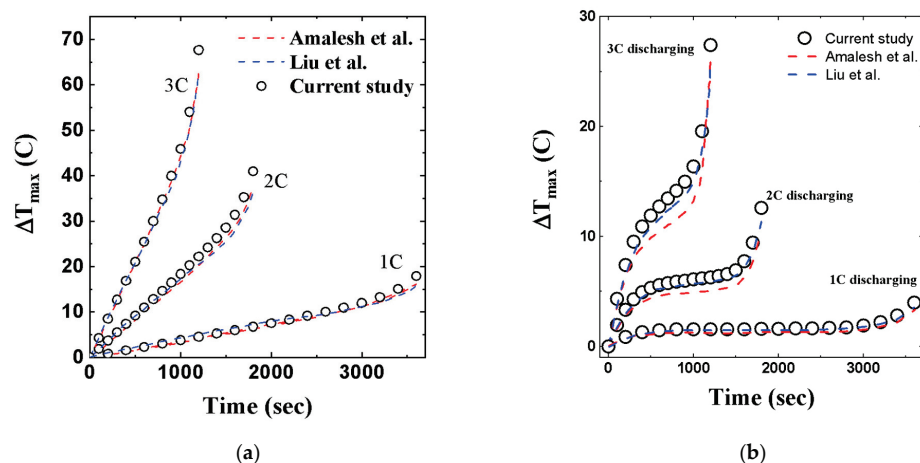 70
60
50
40
30
20
10
0
ΔTmax (C)
Amalesh et al.
Liu et al.
Current study
3C
2C
1C
0 1000 2000 3000
Time (sec)
(a)
30
20
10
0
ΔTmax (C)
Current study
Amalesh et al.
Liu et al.
3C discharging
2C discharging
1C discharging
0 1000 2000 3000
Time (sec)
(b)